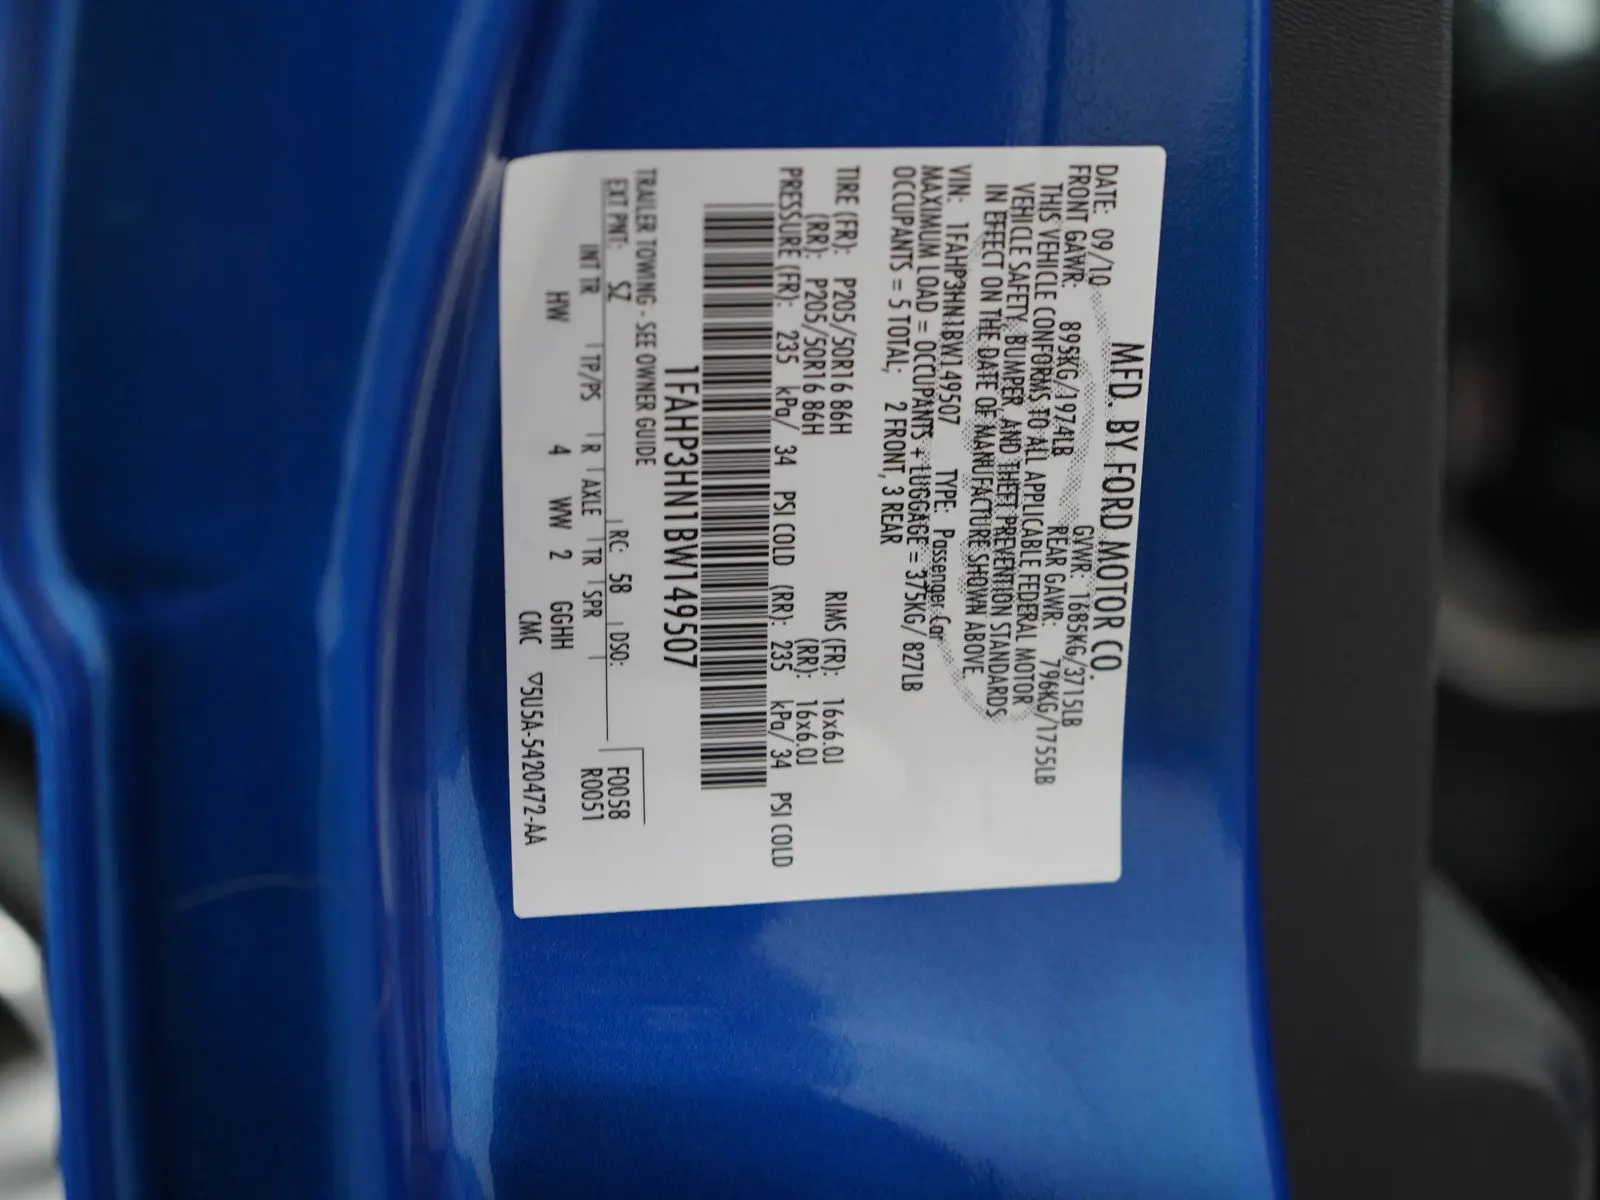 MFD. BY FORD MOTOR CO.
DATE: 09/10 GVWR: 1685KG/3715LB
FRONT GAWR: 895KG/1974LB REAR GAWR: 796KG/1755LB
THIS VEHICLE CONFORMS TO ALL APPLICABLE FEDERAL MOTOR
VEHICLE SAFETY, BUMPER, AND THEFT PREVENTION STANDARDS
IN EFFECT ON THE DATE OF MANUFACTURE SHOWN ABOVE.
VIN: 1FAHP3HN1BW149507 TYPE: Passenger Car
MAXIMUM LOAD = OCCUPANTS + LUGGAGE = 375KG/ 827LB
OCCUPANTS = 5 TOTAL; 2 FRONT, 3 REAR
TIRE (FR): P205/50R16 86H RIMS (FR): 16x6.0J
(RR): P205/50R16 86H (RR): 16x6.0J
PRESSURE (FR): 235 kPa/ 34 PSI COLD (RR): 235 kPa/ 34 PSI COLD
1FAHP3HN1BW149507
TRAILER TOWING - SEE OWNER GUIDE
EXT PNT: SZ RC: 58 DSO: F0058
INT TR TP/PS R AXLE TR SPR R0051
HW 4 WW 2 GGHH
CMC ▽5U5A-5420472-AA